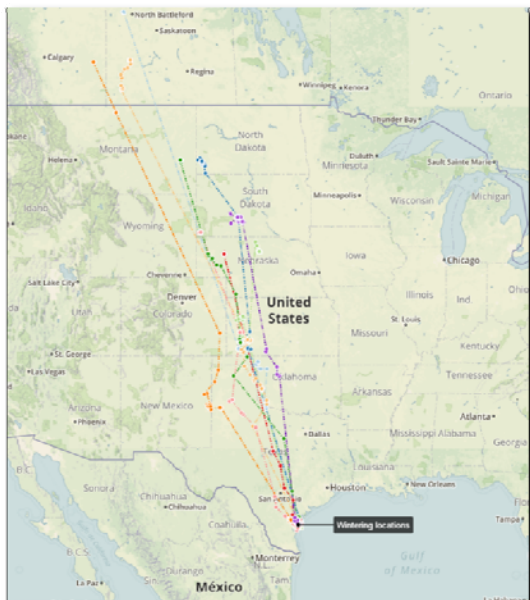 North Battleford
Saskatoon
Calgary
Regina
Winnipeg
Kenora
Ontario
Thunder Bay
North
Dakota
Montana
Helena
Duluth
Minnesota
Sault Sainte Marie
South
Dakota
Minneapolis
Wisconsin
Michigan
Idaho
Wyoming
Nebraska
Iowa
Chicago
Omaha
Salt Lake City
Cheyenne
Denver
Colorado
Utah
United
States
Illinois
Ind.
Ohio
St. Louis
Missouri
Kentucky
St. George
Las Vegas
Oklahoma
Tennessee
Arkansas
Arizona
New Mexico
Phoenix
Atlanta
Dallas
Mississippi
Alabama
Georgia
Louisiana
Houston
New Orleans
San Antonio
Sonora
Chihuahua
Chihuahua
Coahuila
Wintering locations
Monterrey
Gulf
of Mexico
B.C.S.
Durango
La Paz
México